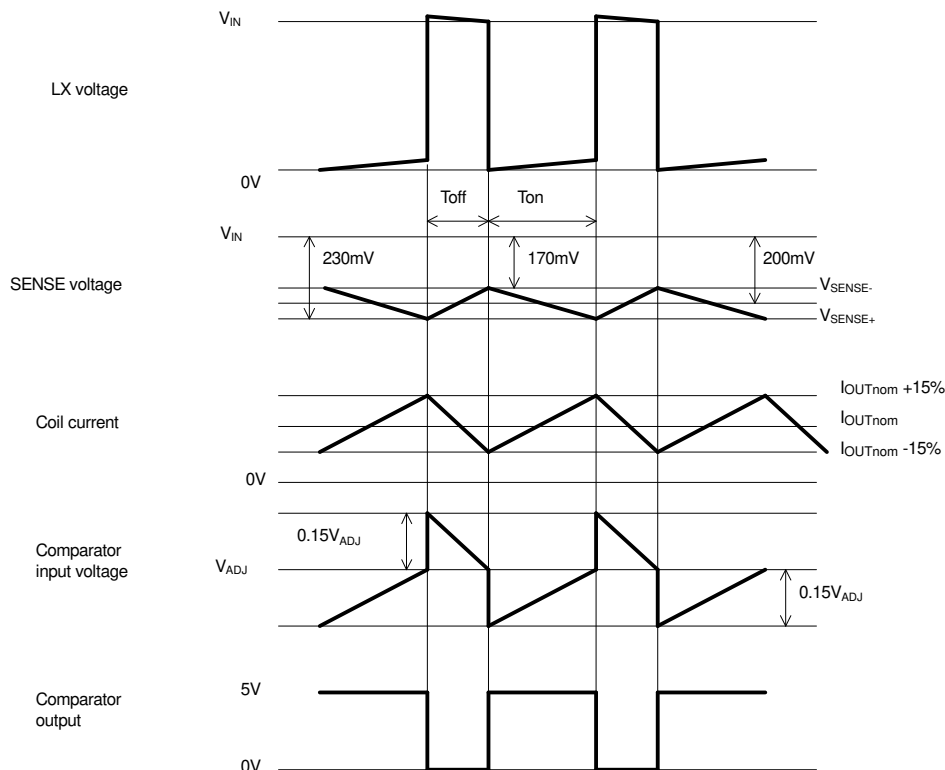 VIN
LX voltage
0V
Toff
Ton
VIN
230mV
170mV
200mV
SENSE voltage
VSENSE-
VSENSE+
IOUTnom +15%
Coil current
IOUTnom
IOUTnom -15%
0V
0.15VADJ
Comparator
input voltage
VADJ
0.15VADJ
5V
Comparator
output
0V